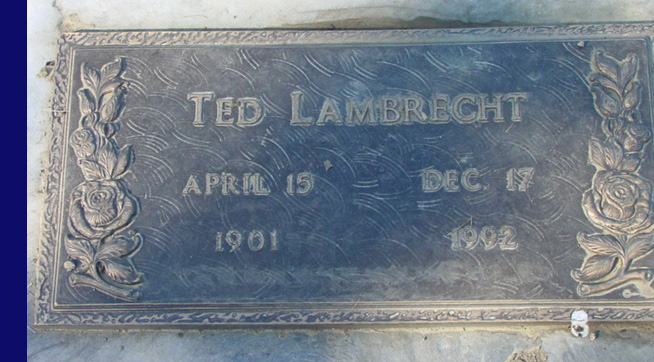 TED LAMBRECHT
APRIL 15 DEC. 17
1901 1992